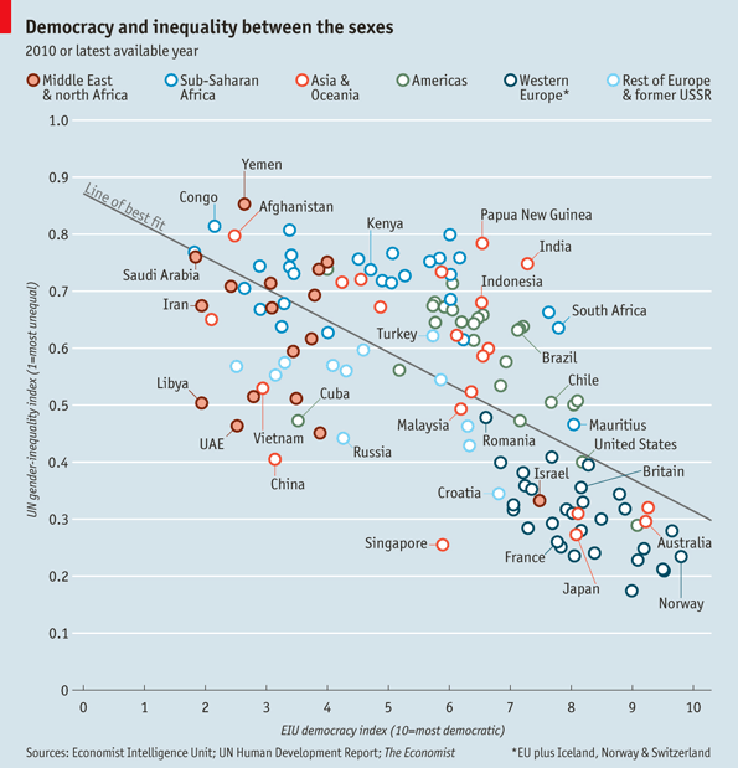 Democracy and inequality between the sexes
2010 or latest available year
Middle East
& north Africa
Sub-Saharan
Africa
Asia &
Oceania
Americas
Western
Europe*
Rest of Europe
& former USSR
1.0
0.9
0.8
0.7
0.6
0.5
0.4
0.3
0.2
0.1
0
UN gender-inequality index (1=most unequal)
Line of best fit
Yemen
Congo
Afghanistan
Kenya
Papua New Guinea
India
Saudi Arabia
Indonesia
Iran
South Africa
Turkey
Brazil
Libya
Cuba
Chile
Malaysia
Mauritius
UAE
Vietnam
Romania
United States
Russia
China
Israel
Britain
Croatia
Singapore
France
Australia
Japan
Norway
0 1 2 3 4 5 6 7 8 9 10
EIU democracy index (10=most democratic)
Sources: Economist Intelligence Unit; UN Human Development Report; The Economist
*EU plus Iceland, Norway & Switzerland